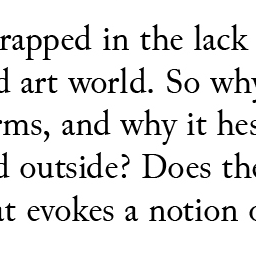 rapped in the lack
d art world. So why
rms, and why it hes
d outside? Does the
at evokes a notion o